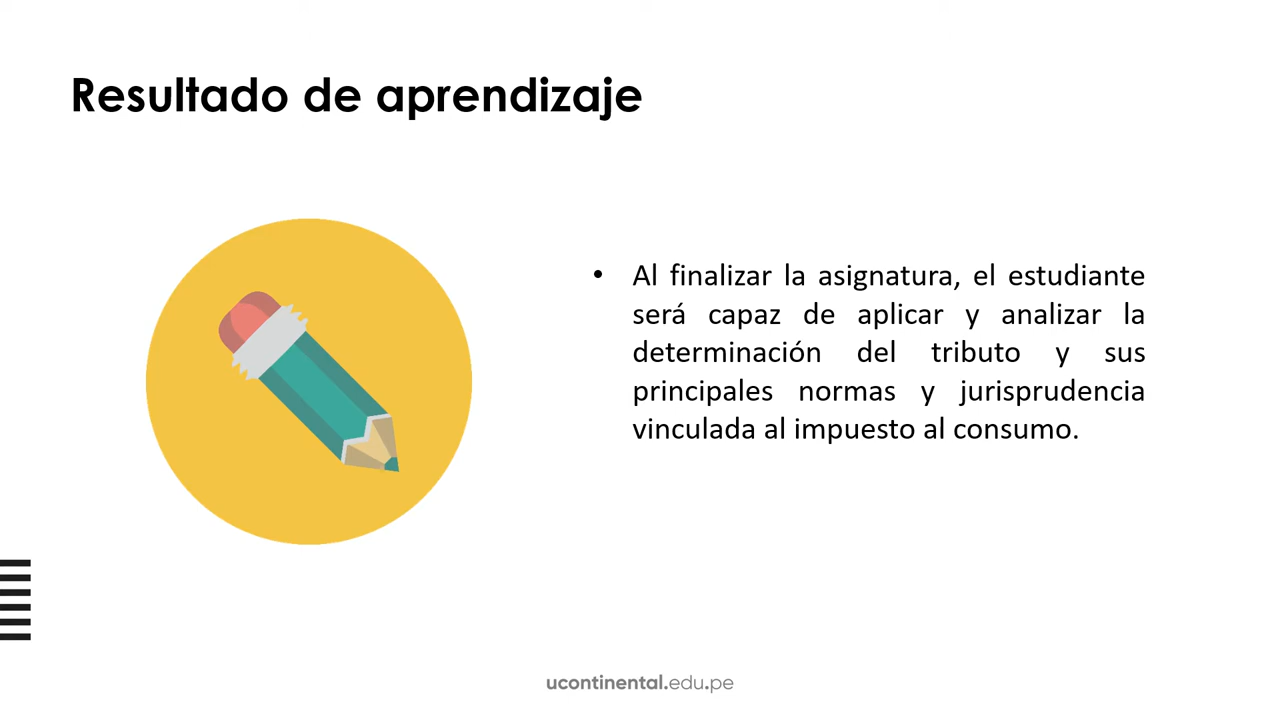 Resultado de aprendizaje
• Al finalizar la asignatura, el estudiante
será capaz de aplicar y analizar la
determinación del tributo y sus
principales normas y jurisprudencia
vinculada al impuesto al consumo.
ucontinental.edu.pe